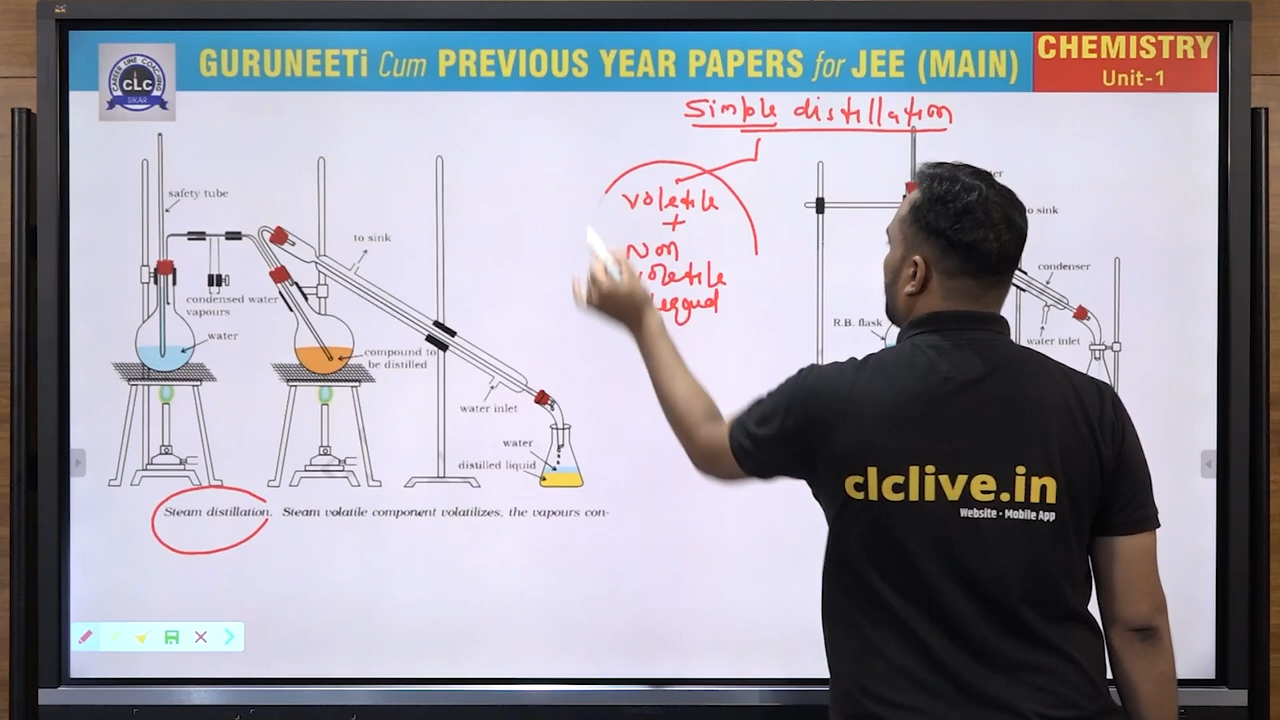 GURUNEETi Cum PREVIOUS YEAR PAPERS for JEE (MAIN)
CHEMISTRY
Unit-1
CLC
SIKAR
Simple distillation
volatile
+
Non
volatile
safety tube
to sink
condensed water
vapours
water
compound to
be distilled
water inlet
water
distilled liquid
Steam distillation. Steam volatile component volatilizes, the vapours con-
o sink
condenser
R.B. flask
water inlet
clclive.in
Website - Mobile App